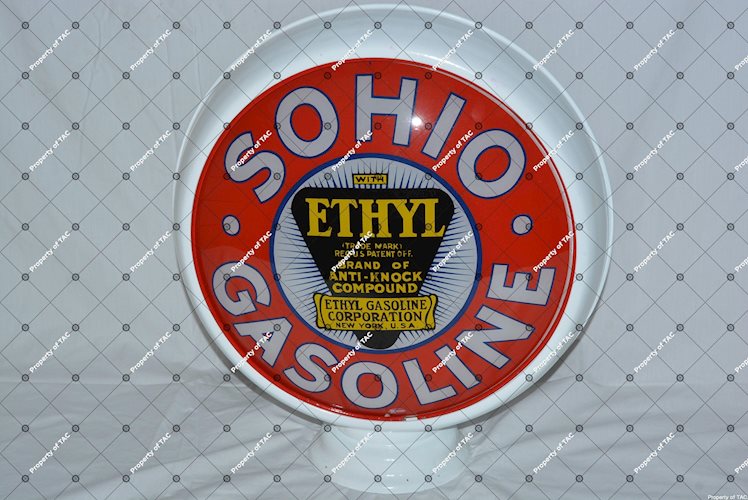 SOHIO
WITH
ETHYL
(TRADE MARK)
REG. U.S. PATENT OFF.
BRAND OF
ANTI-KNOCK
COMPOUND
ETHYL GASOLINE
CORPORATION
NEW YORK, U.S.A.
GASOLINE
Property of TAC